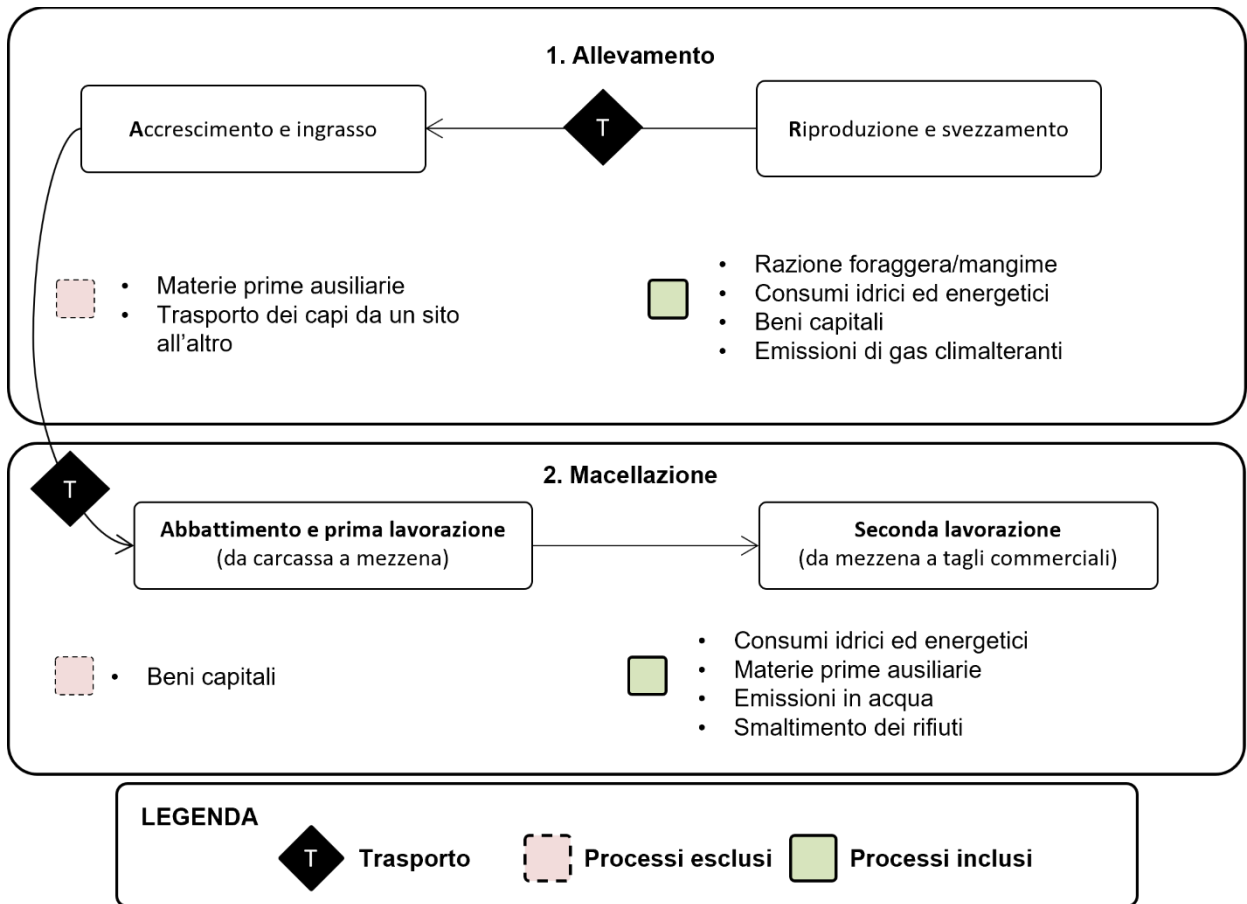 1. Allevamento
Accrescimento e ingrasso
T
Riproduzione e svezzamento
• Materie prime ausiliarie
• Trasporto dei capi da un sito
all’altro
• Razione foraggera/mangime
• Consumi idrici ed energetici
• Beni capitali
• Emissioni di gas climalteranti
T
2. Macellazione
Abbattimento e prima lavorazione
(da carcassa a mezzena)
Seconda lavorazione
(da mezzena a tagli commerciali)
• Beni capitali
• Consumi idrici ed energetici
• Materie prime ausiliarie
• Emissioni in acqua
• Smaltimento dei rifiuti
LEGENDA
T Trasporto
Processi esclusi
Processi inclusi